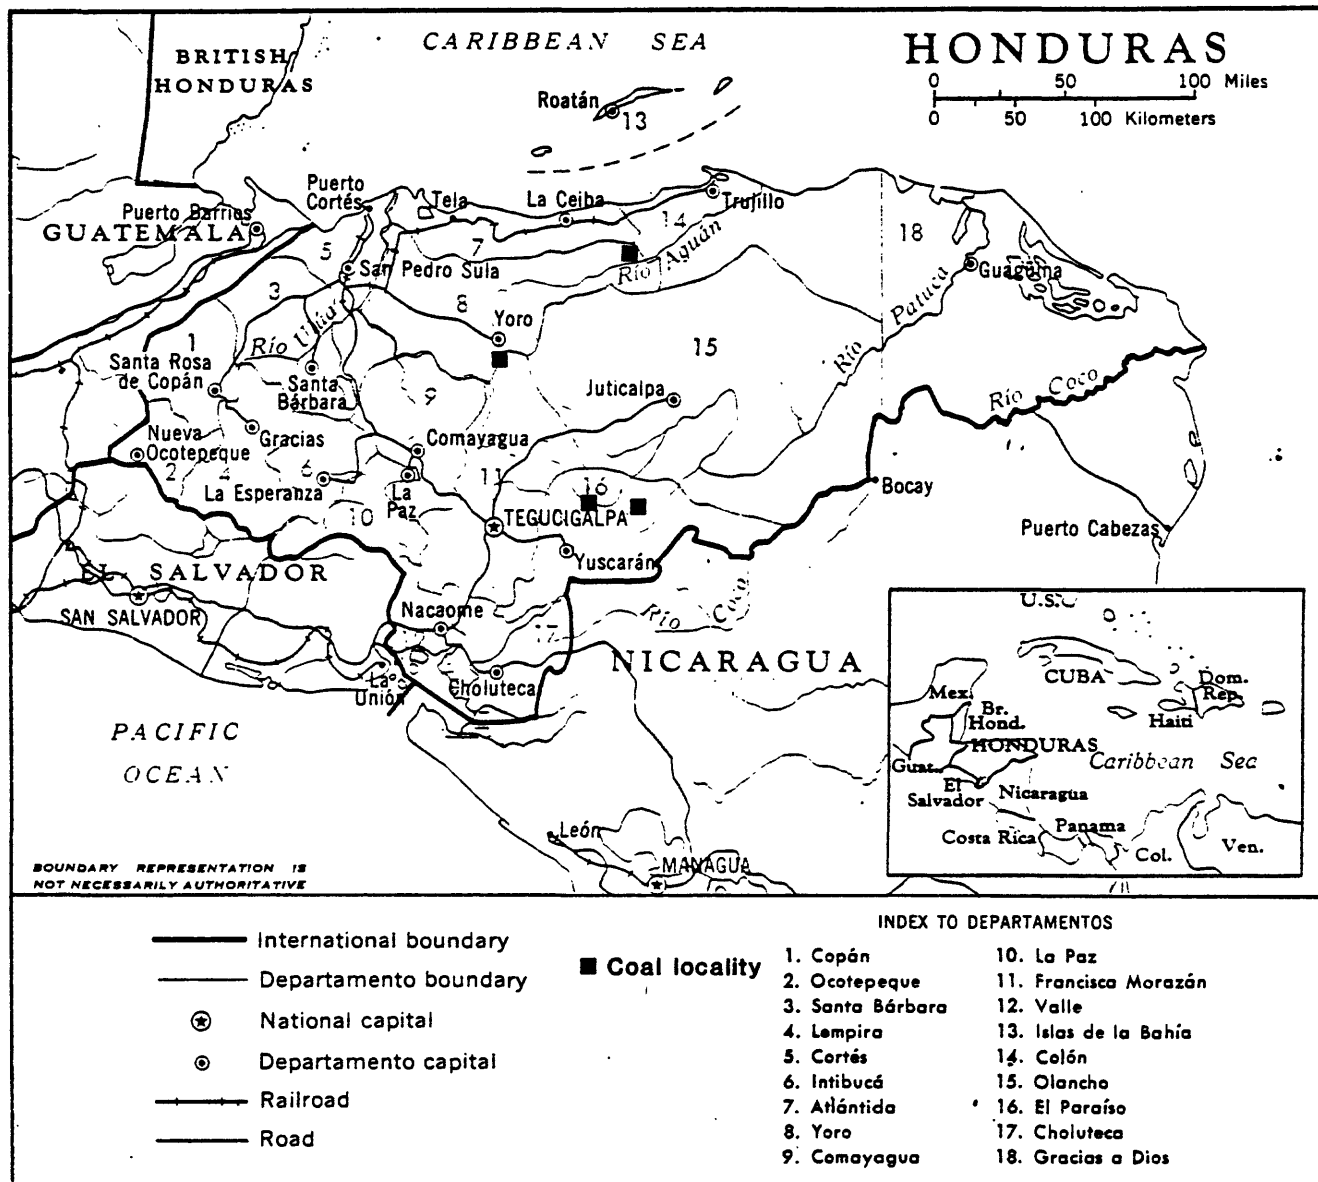 CARIBBEAN SEA
HONDURAS
0 50 100 Miles
0 50 100 Kilometers
BRITISH
HONDURAS
Roatán
13
Puerto
Cortés
Tela
La Ceiba
Trujillo
Puerto Barrios
GUATEMALA
14
18
5
7
Río Aguán
San Pedro Sula
Guagüina
3
8
Río Patuca
Río Ulúa
Yoro
1
15
Santa Rosa
de Copán
Santa
Bárbara
9
Juticalpa
Río Coco
Nueva
Ocotepeque
Gracias
Comayagua
2
4
6
La Esperanza
La
Paz
11
16
Bocay
10
TEGUCIGALPA
Puerto Cabezas
Yuscarán
EL SALVADOR
SAN SALVADOR
Nacaome
Río Coco
17
NICARAGUA
La
Unión
Choluteca
PACIFIC
OCEAN
León
MANAGUA
BOUNDARY REPRESENTATION IS
NOT NECESSARILY AUTHORITATIVE
U.S.
CUBA
Mex.
Dom.
Rep.
Br.
Hond.
Haiti
HONDURAS
Guat.
Caribbean Sea
El
Salvador
Nicaragua
Costa Rica
Panama
Col.
Ven.
International boundary
Departamento boundary
National capital
Departamento capital
Railroad
Road
Coal locality
INDEX TO DEPARTAMENTOS
1. Copán
2. Ocotepeque
3. Santa Bárbara
4. Lempira
5. Cortés
6. Intibucá
7. Atlántida
8. Yoro
9. Comayagua
10. La Paz
11. Francisca Morazán
12. Valle
13. Islas de la Bahía
14. Colón
15. Olancho
16. El Paraíso
17. Choluteca
18. Gracias a Dios